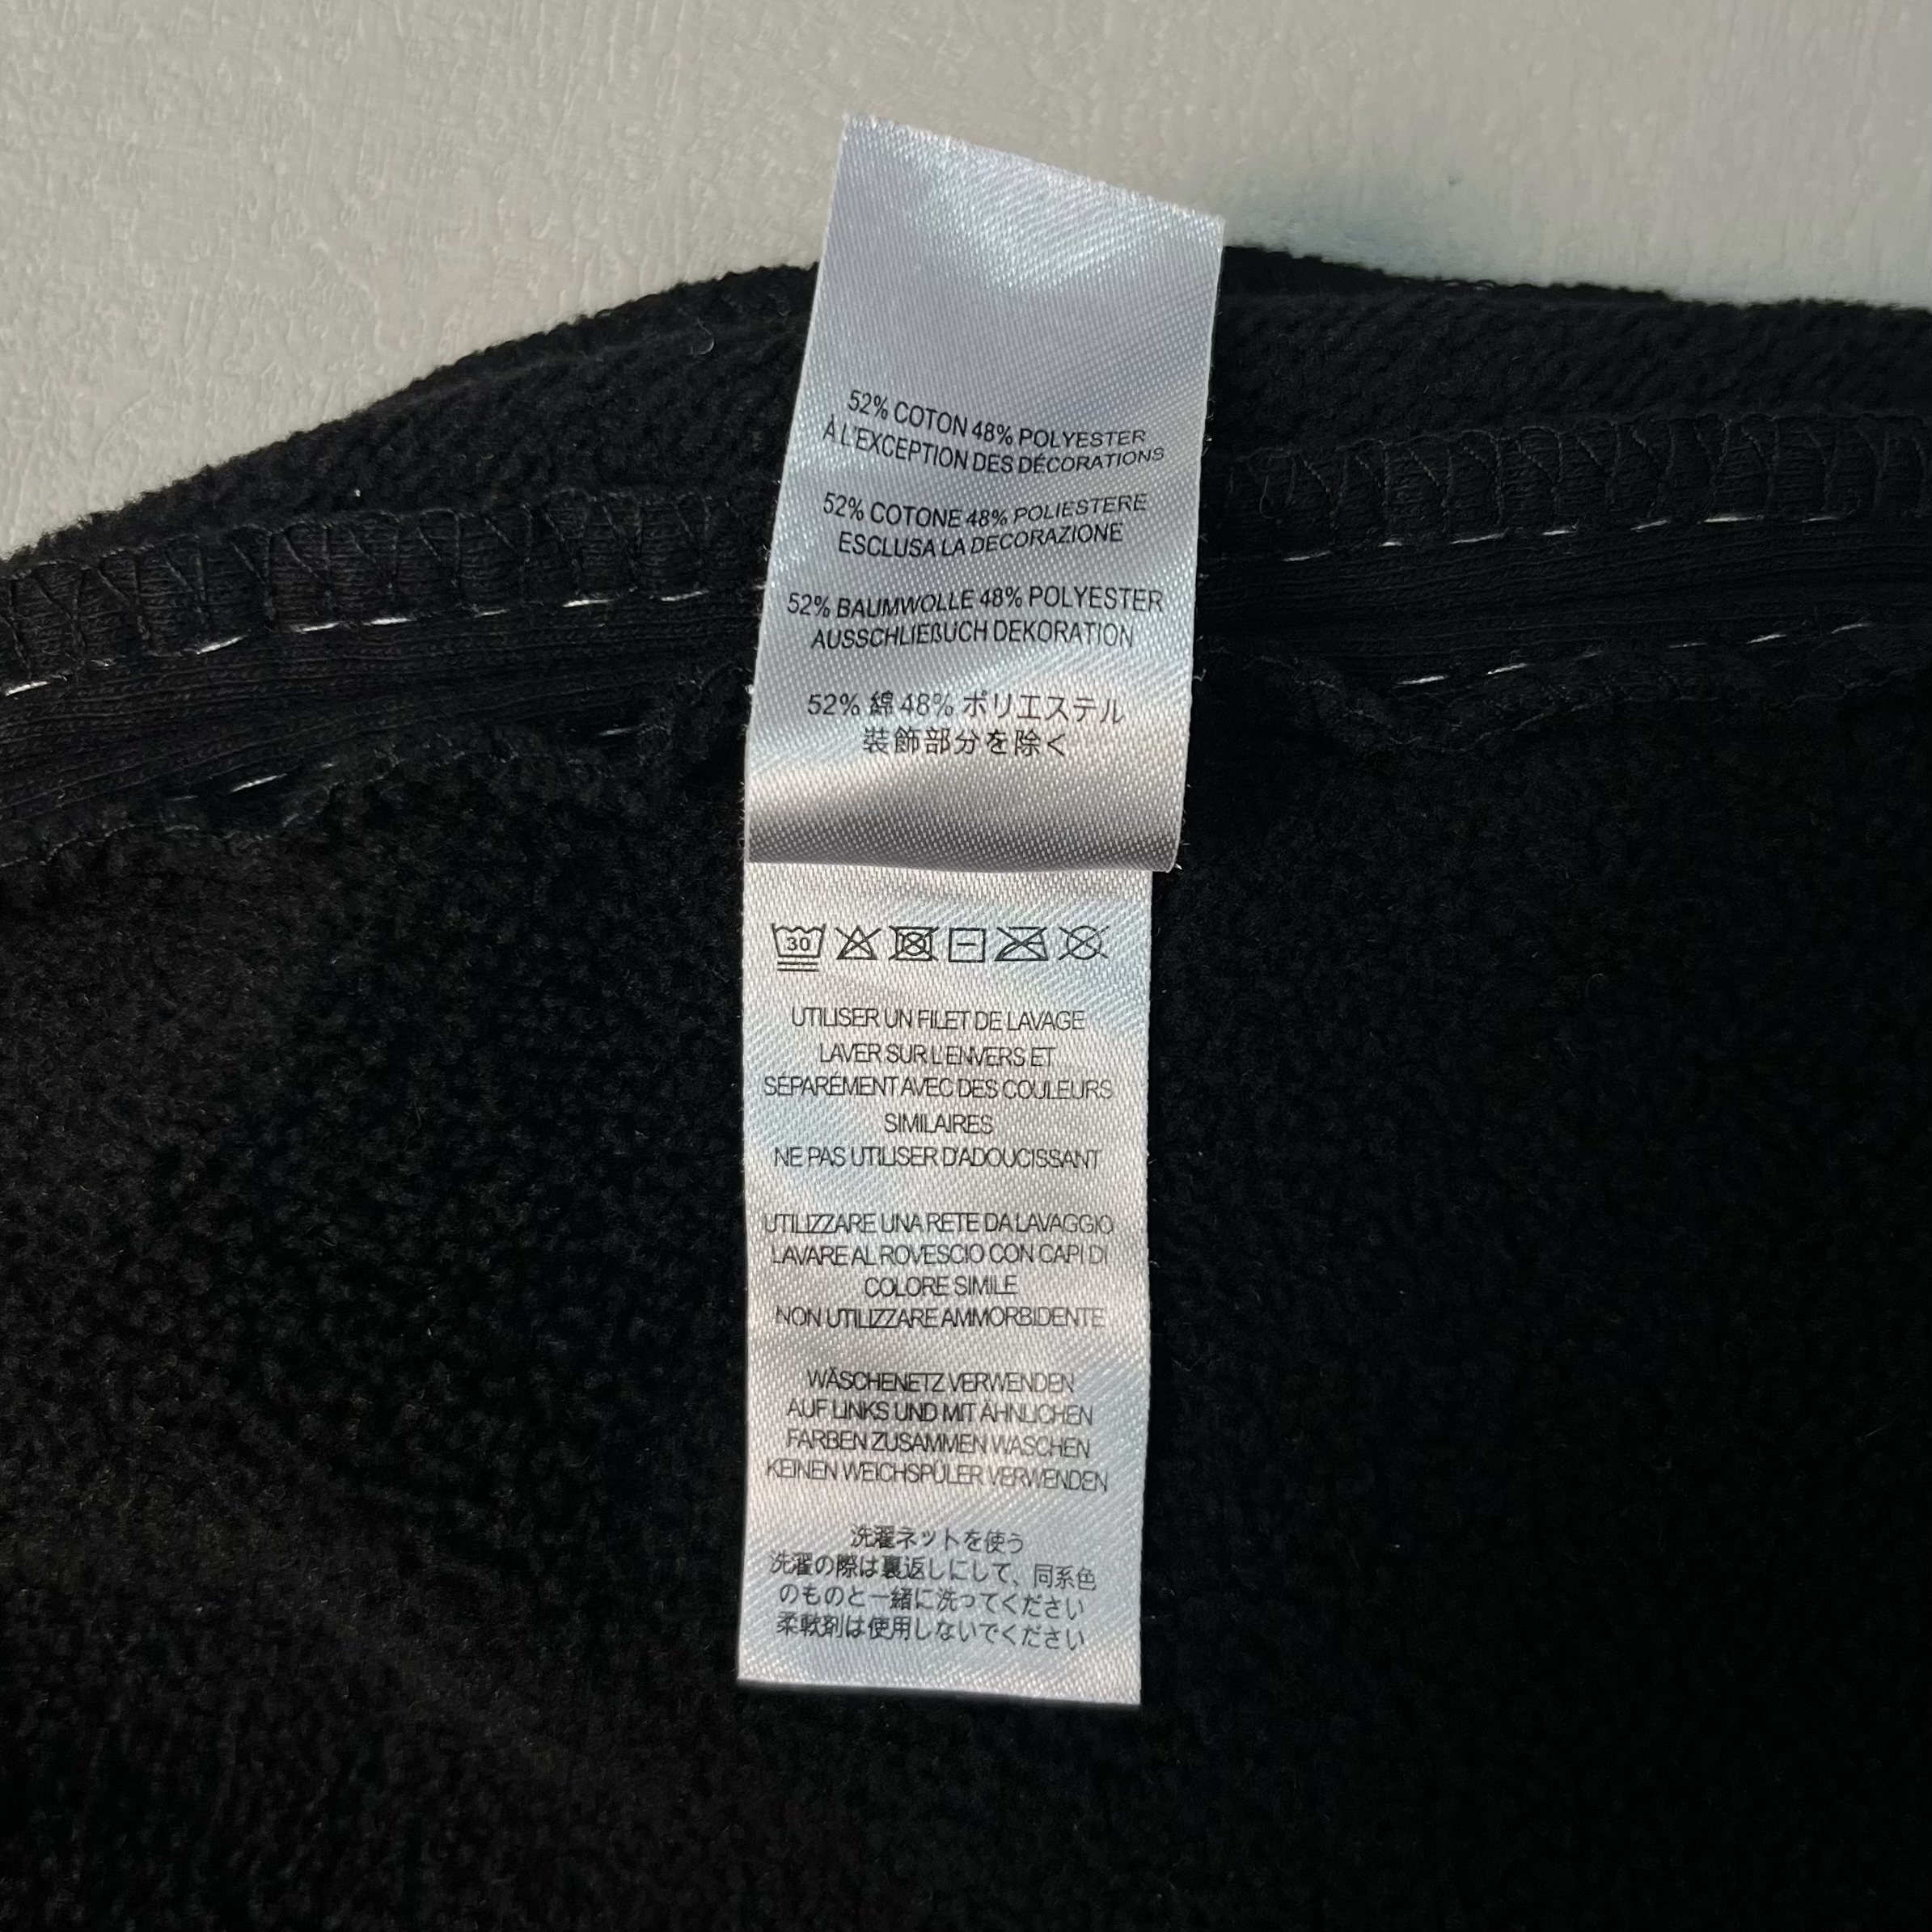 52% COTON 48% POLYESTER
À L'EXCEPTION DES DÉCORATIONS
52% COTONE 48% POLIESTERE
ESCLUSA LA DECORAZIONE
52% BAUMWOLLE 48% POLYESTER
AUSSCHLIEßUCH DEKORATION
52% 綿 48% ポリエステル
装飾部分を除く
30
UTILISER UN FILET DE LAVAGE
LAVER SUR L'ENVERS ET
SÉPARÉMENT AVEC DES COULEURS
SIMILAIRES
NE PAS UTILISER D'ADOUCISSANT
UTILIZZARE UNA RETE DA LAVAGGIO
LAVARE AL ROVESCIO CON CAPI DI
COLORE SIMILE
NON UTILIZZARE AMMORBIDENTE
WÄSCHENETZ VERWENDEN
AUF LINKS UND MIT ÄHNLICHEN
FARBEN ZUSAMMEN WASCHEN
KEINEN WEICHSPÜLER VERWENDEN
洗濯ネットを使う
洗濯の際は裏返しにして、同系色
のものと一緒に洗ってください
柔軟剤は使用しないでください